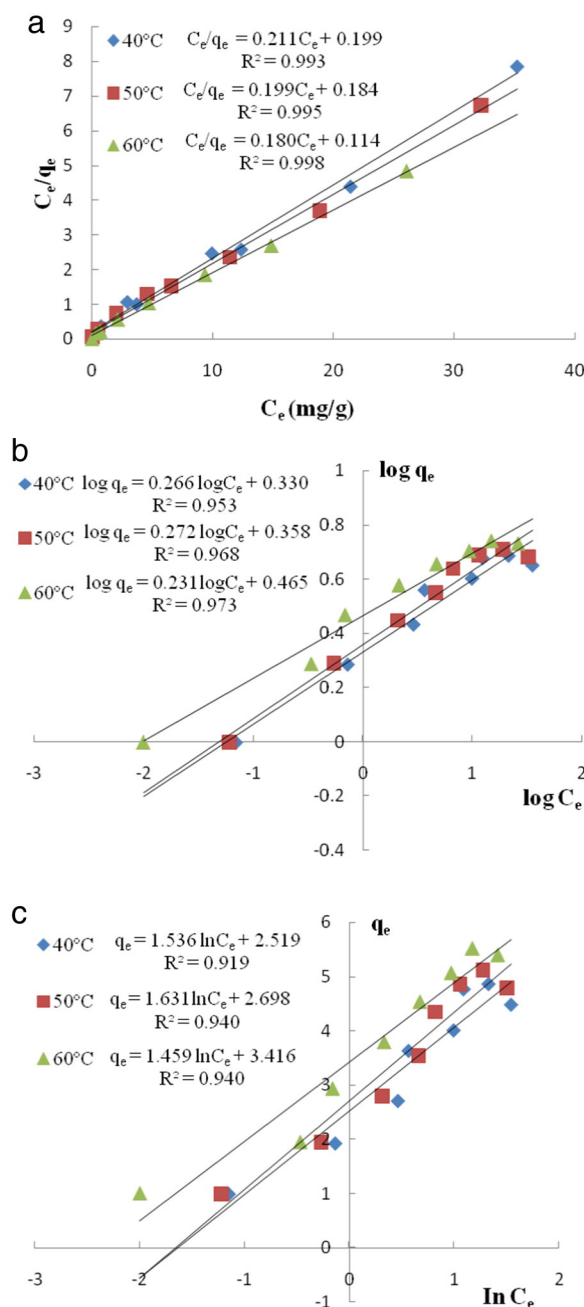 a
9
8
7
6
5
4
3
2
1
0
Ce/qe
40°C Ce/qe = 0.211Ce + 0.199
R² = 0.993
50°C Ce/qe = 0.199Ce + 0.184
R² = 0.995
60°C Ce/qe = 0.180Ce + 0.114
R² = 0.998
0 10 20 30 40
Ce (mg/g)
b
log qe
40°C log qe = 0.266 logCe + 0.330
R² = 0.953
50°C log qe = 0.272 logCe + 0.358
R² = 0.968
60°C log qe = 0.231logCe + 0.465
R² = 0.973
1
0.8
0.6
0.4
0.2
0
-0.2
-0.4
-3 -2 -1 0 1 2
log Ce
c
qe
40°C qe = 1.536 lnCe + 2.519
R² = 0.919
50°C qe = 1.631 lnCe + 2.698
R² = 0.940
60°C qe = 1.459 lnCe + 3.416
R² = 0.940
6
5
4
3
2
1
0
-1
-2 -1 0 1 2
In Ce